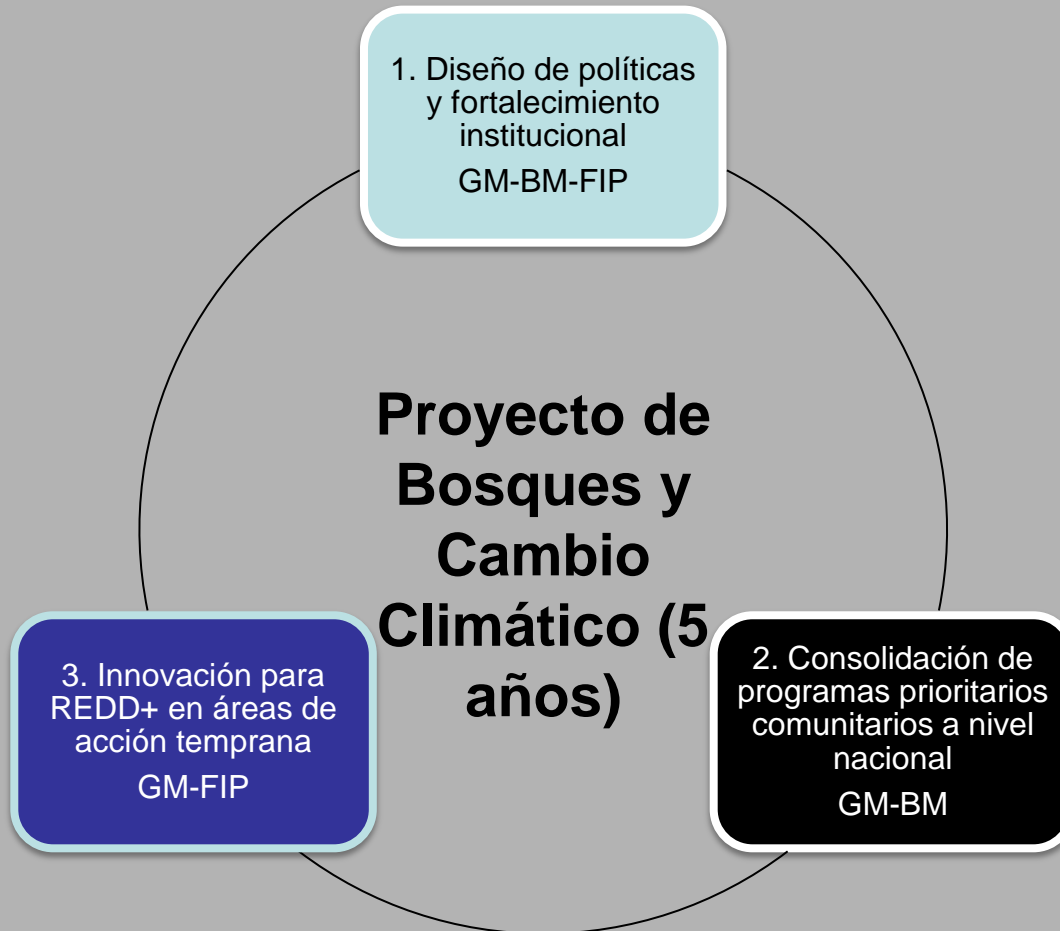 1. Diseño de políticas
y fortalecimiento
institucional
GM-BM-FIP
Proyecto de
Bosques y
Cambio
Climático (5
años)
2. Consolidación de
programas prioritarios
comunitarios a nivel
nacional
GM-BM
3. Innovación para
REDD+ en áreas de
acción temprana
GM-FIP